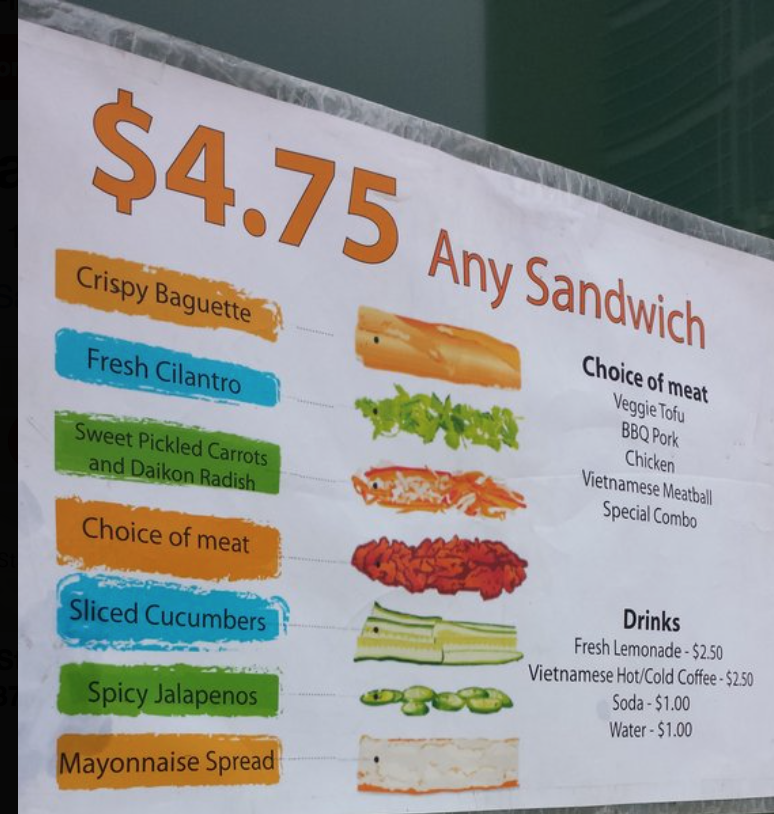 $4.75 Any Sandwich
Crispy Baguette
Fresh Cilantro
Sweet Pickled Carrots
and Daikon Radish
Choice of meat
Sliced Cucumbers
Spicy Jalapenos
Mayonnaise Spread
Choice of meat
Veggie Tofu
BBQ Pork
Chicken
Vietnamese Meatball
Special Combo
Drinks
Fresh Lemonade - $2.50
Vietnamese Hot/Cold Coffee - $2.50
Soda - $1.00
Water - $1.00